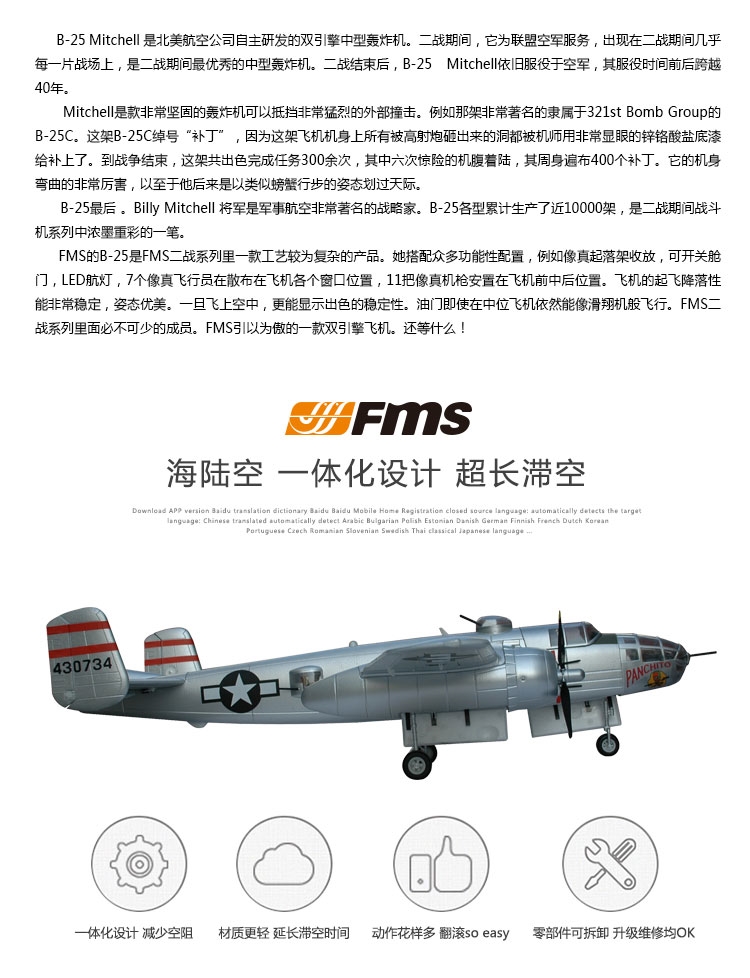 B-25 Mitchell 是北美航空公司自主研发的双引擎中型轰炸机。二战期间，它为联盟空军服务，出现在二战期间几乎
每一片战场上，是二战期间最优秀的中型轰炸机。二战结束后，B-25 Mitchell依旧服役于空军，其服役时间前后跨越
40年。
Mitchell是款非常坚固的轰炸机可以抵挡非常猛烈的外部撞击。例如那架非常著名的隶属于321st Bomb Group的
B-25C。这架B-25C绰号“补丁”，因为这架飞机机身上所有被高射炮砸出来的洞都被机师用非常显眼的锌铬酸盐底漆
给补上了。到战争结束，这架共出色完成任务300余次，其中六次惊险的机腹着陆，其周身遍布400个补丁。它的机身
弯曲的非常厉害，以至于他后来是以类似螃蟹行步的姿态划过天际。
B-25最后 。Billy Mitchell 将军是军事航空非常著名的战略家。B-25各型累计生产了近10000架，是二战期间战斗
机系列中浓墨重彩的一笔。
FMS的B-25是FMS二战系列里一款工艺较为复杂的产品。她搭配众多功能性配置，例如像真起落架收放，可开关舱
门，LED航灯，7个像真飞行员在散布在飞机各个窗口位置，11把像真机枪安置在飞机前中后位置。飞机的起飞降落性
能非常稳定，姿态优美。一旦飞上空中，更能显示出色的稳定性。油门即使在中位飞机依然能像滑翔机般飞行。FMS二
战系列里面必不可少的成员。FMS引以为傲的一款双引擎飞机。还等什么！
Fms
海陆空 一体化设计 超长滞空
Download APP version Baidu translation dictionary Baidu Baidu Mobile Home Registration closed source language: automatically detects the target
language: Chinese translated automatically detect Arabic Bulgarian Polish Estonian Danish German Finnish French Dutch Korean
Portuguese Czech Romanian Slovenian Swedish Thai classical Japanese language ...
430734
PANCHITO
一体化设计 减少空阻
材质更轻 延长滞空时间
动作花样多 翻滚so easy
零部件可拆卸 升级维修均OK